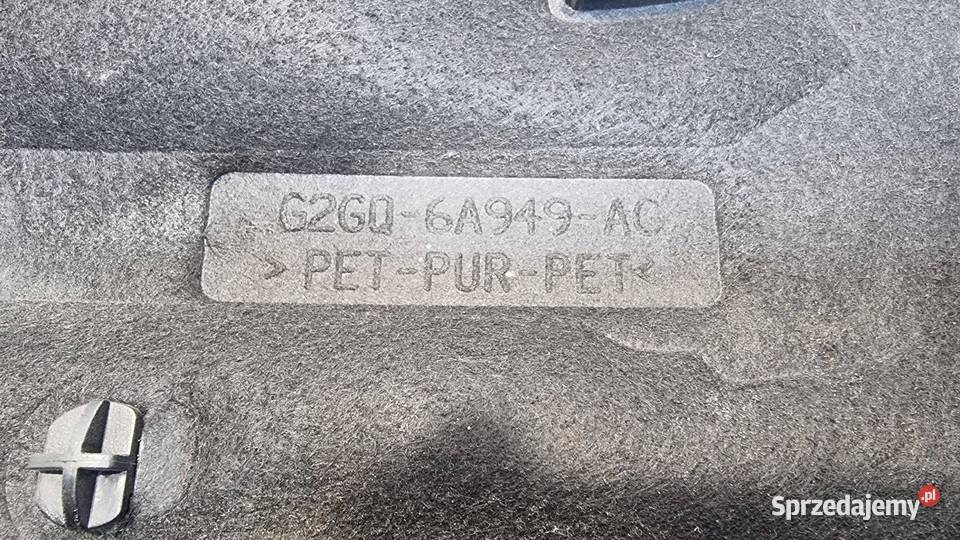 G2GQ-6A949-AC
>PET-PUR-PET<
Sprzedajemy.pl